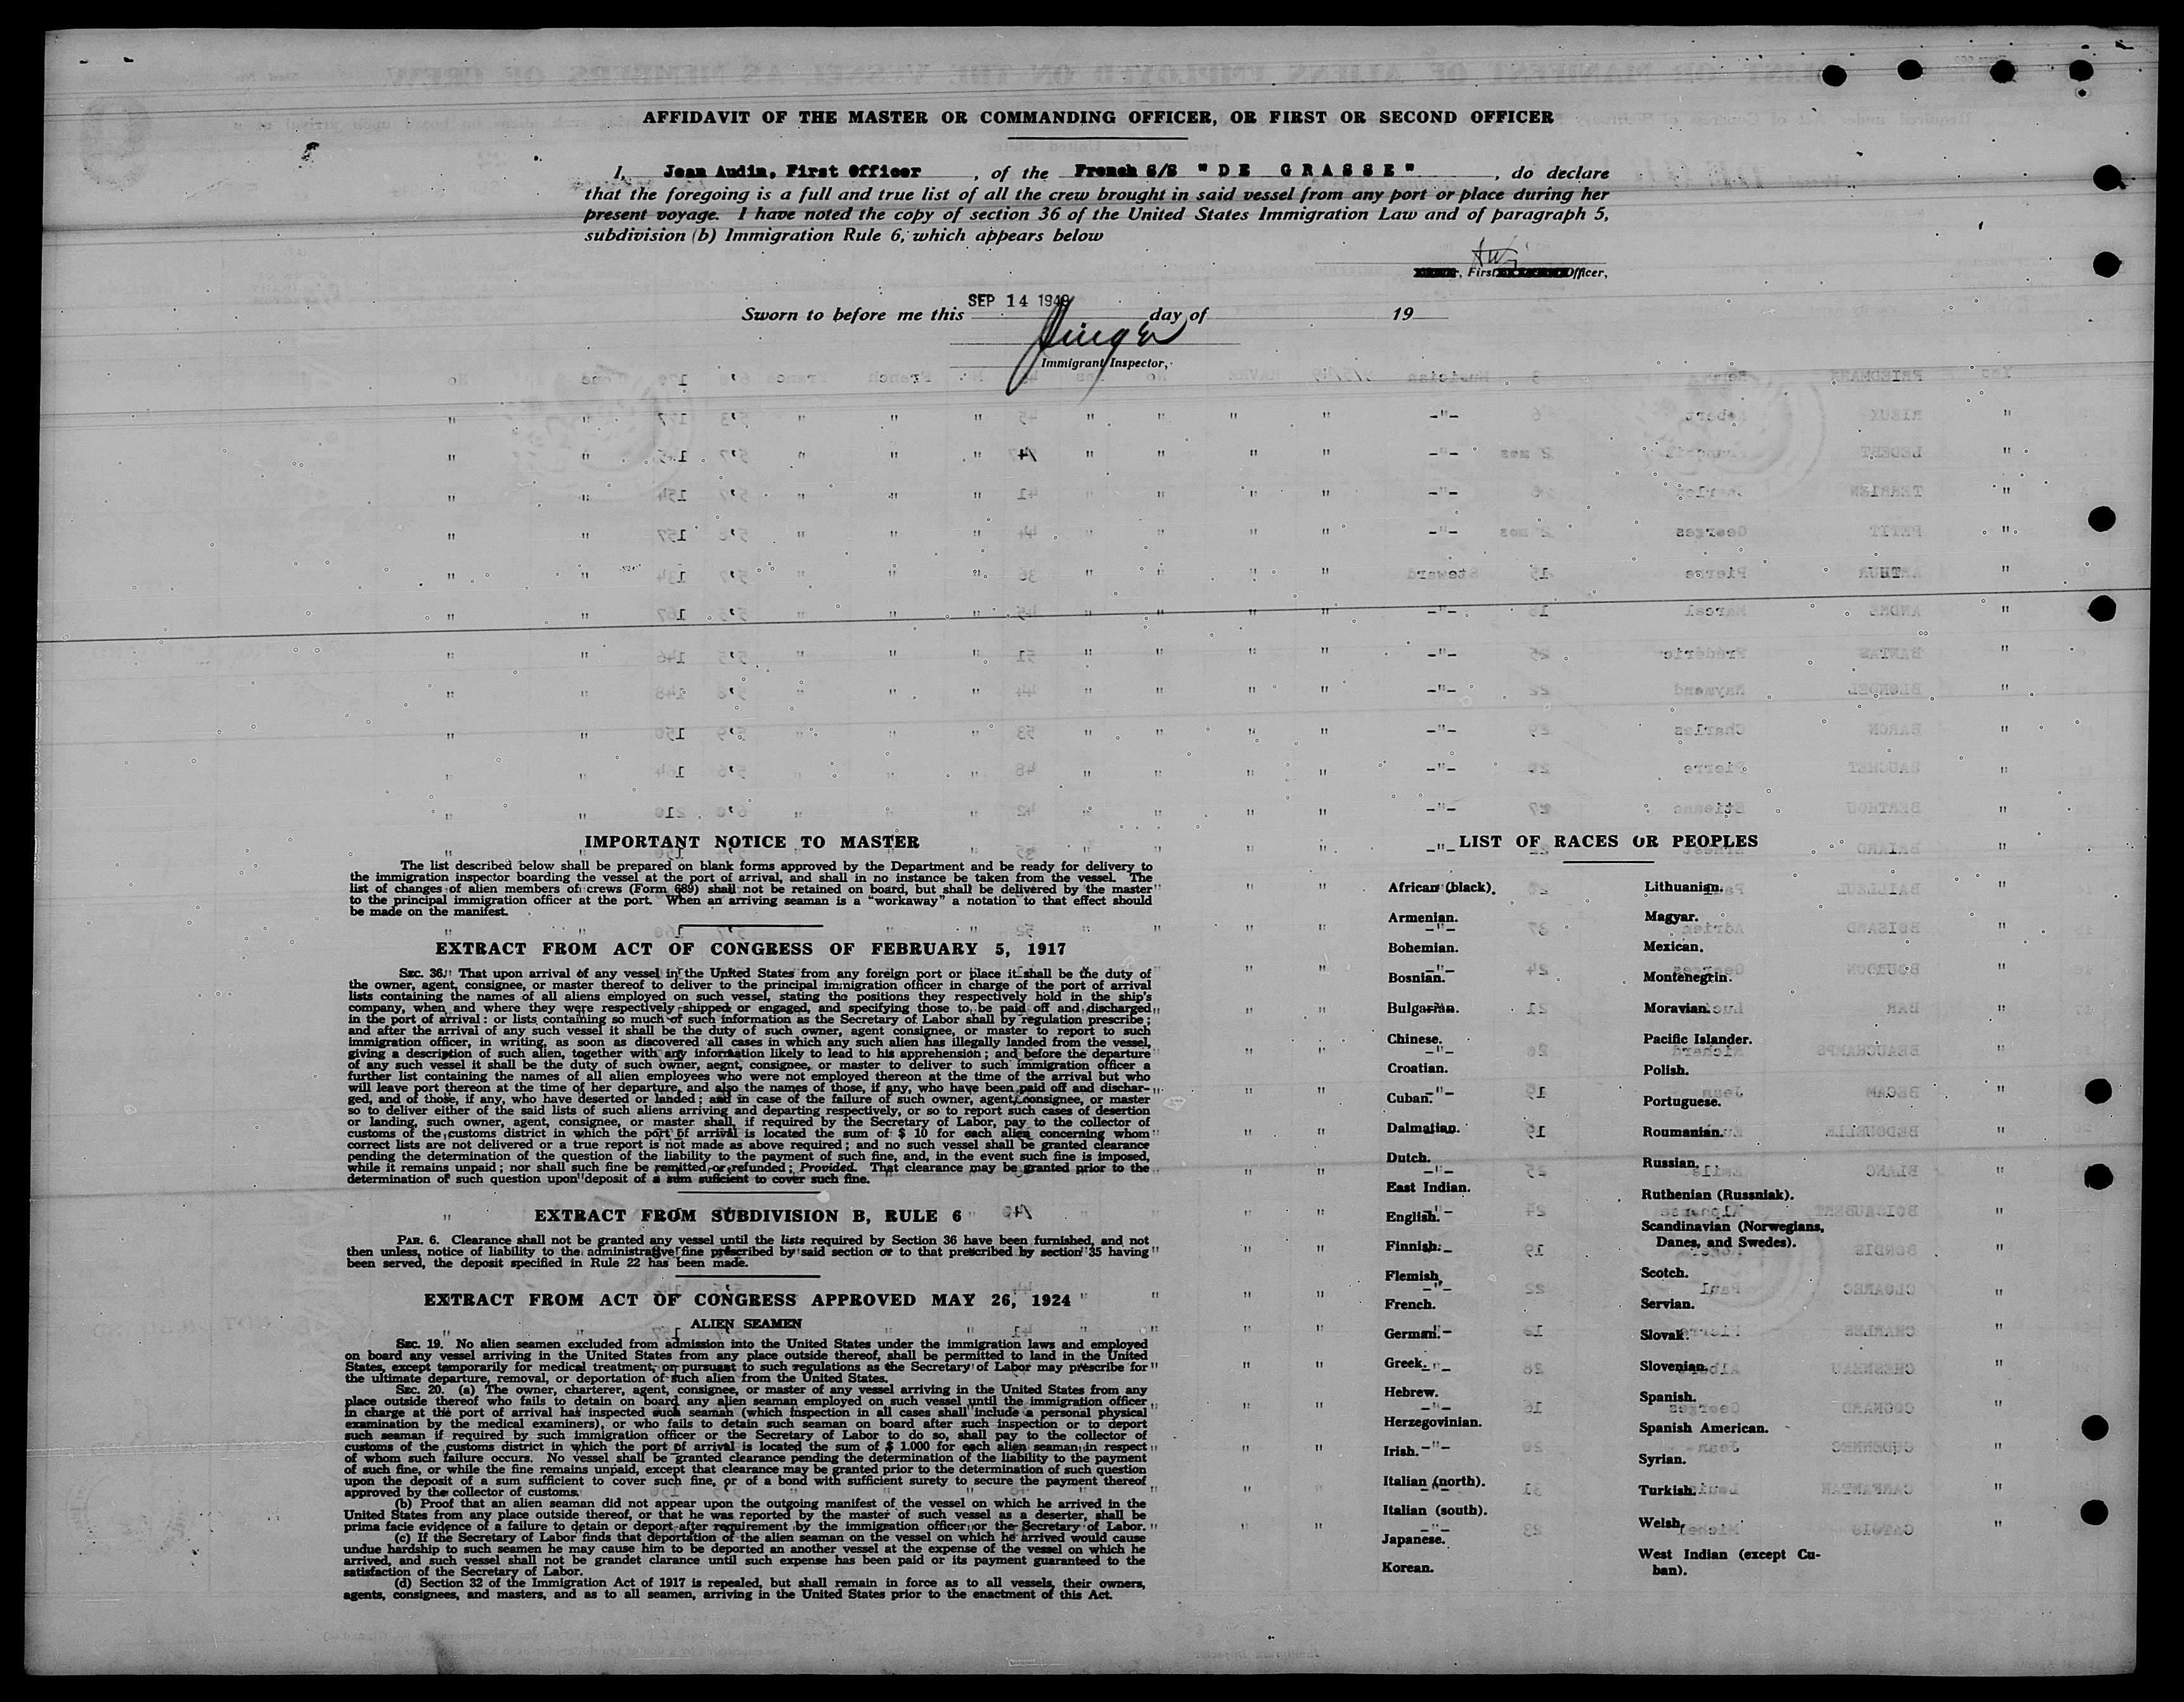 AFFIDAVIT OF THE MASTER OR COMMANDING OFFICER, OR FIRST OR SECOND OFFICER
I, Jean Audin, First Officer, of the French S/S "DE GRASSE", do declare
that the foregoing is a full and true list of all the crew brought in said vessel from any port or place during her
present voyage. I have noted the copy of section 36 of the United States Immigration Law and of paragraph 5,
subdivision (b) Immigration Rule 6, which appears below
, First Officer,
SEP 14 1949
Sworn to before me this day of 19
Immigrant Inspector,
IMPORTANT NOTICE TO MASTER
The list described below shall be prepared on blank forms approved by the Department and be ready for delivery to
the immigration inspector boarding the vessel at the port of arrival, and shall in no instance be taken from the vessel. The
list of changes of alien members of crews (Form 689) shall not be retained on board, but shall be delivered by the master
to the principal immigration officer at the port. When an arriving seaman is a "workaway" a notation to that effect should
be made on the manifest.
EXTRACT FROM ACT OF CONGRESS OF FEBRUARY 5, 1917
SEC. 36. That upon arrival of any vessel in the United States from any foreign port or place it shall be the duty of
the owner, agent, consignee, or master thereof to deliver to the principal immigration officer in charge of the port of arrival
lists containing the names of all aliens employed on such vessel, stating the positions they respectively hold in the ship's
company, when and where they were respectively shipped or engaged, and specifying those to be paid off and discharged
in the port of arrival: or lists containing so much of such information as the Secretary of Labor shall by regulation prescribe;
and after the arrival of any such vessel it shall be the duty of such owner, agent consignee, or master to report to such
immigration officer, in writing, as soon as discovered all cases in which any such alien has illegally landed from the vessel,
giving a description of such alien, together with any information likely to lead to his apprehension; and before the departure
of any such vessel it shall be the duty of such owner, aegnt, consignee, or master to deliver to such immigration officer a
further list containing the names of all alien employees who were not employed thereon at the time of the arrival but who
will leave port thereon at the time of her departure, and also the names of those, if any, who have been paid off and dischar-
ged, and of those, if any, who have deserted or landed; and in case of the failure of such owner, agent, consignee, or master
so to deliver either of the said lists of such aliens arriving and departing respectively, or so to report such cases of desertion
or landing, such owner, agent, consignee, or master shall, if required by the Secretary of Labor, pay to the collector of
customs of the customs district in which the port of arrival is located the sum of $ 10 for each alien concerning whom
correct lists are not delivered or a true report is not made as above required; and no such vessel shall be granted clearance
pending the determination of the question of the liability to the payment of such fine, and, in the event such fine is imposed,
while it remains unpaid; nor shall such fine be remitted or refunded; Provided. That clearance may be granted prior to the
determination of such question upon deposit of a sum suficient to cover such fine.
EXTRACT FROM SUBDIVISION B, RULE 6
PAR. 6. Clearance shall not be granted any vessel until the lists required by Section 36 have been furnished, and not
then unless, notice of liability to the administrative fine prescribed by said section or to that prescribed by section 35 having
been served, the deposit specified in Rule 22 has been made.
EXTRACT FROM ACT OF CONGRESS APPROVED MAY 26, 1924
ALIEN SEAMEN
SEC. 19. No alien seamen excluded from admission into the United States under the immigration laws and employed
on board any vessel arriving in the United States from any place outside thereof, shall be permitted to land in the United
States, except temporarily for medical treatment, or pursuant to such regulations as the Secretary of Labor may prescribe for
the ultimate departure, removal, or deportation of such alien from the United States.
SEC. 20. (a) The owner, charterer, agent, consignee, or master of any vessel arriving in the United States from any
place outside thereof who fails to detain on board any alien seaman employed on such vessel until the immigration officer
in charge at the port of arrival has inspected such seaman (which inspection in all cases shall include a personal physical
examination by the medical examiners), or who fails to detain such seaman on board after such inspection or to deport
such seaman if required by such immigration officer or the Secretary of Labor to do so, shall pay to the collector of
customs of the customs district in which the port of arrival is located the sum of $ 1.000 for each alien seaman in respect
of whom such failure occurs. No vessel shall be granted clearance pending the determination of the liability to the payment
of such fine, or while the fine remains unpaid, except that clearance may be granted prior to the determination of such question
upon the deposit of a sum sufficient to cover such fine, or of a bond with sufficient surety to secure the payment thereof
approved by the collector of customs.
(b) Proof that an alien seaman did not appear upon the outgoing manifest of the vessel on which he arrived in the
United States from any place outside thereof, or that he was reported by the master of such vessel as a deserter, shall be
prima facie evidence of a failure to detain or deport after requirement by the immigration officer or the Secretary of Labor.
(c) If the Secretary of Labor finds that deportation of the alien seaman on the vessel on which he arrived would cause
undue hardship to such seamen he may cause him to be deported an another vessel at the expense of the vessel on which he
arrived, and such vessel shall not be grandet clarance until such expense has been paid or its payment guaranteed to the
satisfaction of the Secretary of Labor.
(d) Section 32 of the Immigration Act of 1917 is repealed, but shall remain in force as to all vessels, their owners,
agents, consignees, and masters, and as to all seamen, arriving in the United States prior to the enactment of this Act.
LIST OF RACES OR PEOPLES
African (black).
Armenian.
Bohemian.
Bosnian.
Bulgarian.
Chinese.
Croatian.
Cuban.
Dalmatian.
Dutch.
East Indian.
English.
Finnish.
Flemish
French.
German.
Greek.
Hebrew.
Herzegovinian.
Irish.
Italian (north).
Italian (south).
Japanese.
Korean.
Lithuanian.
Magyar.
Mexican.
Montenegrin.
Moravian.
Pacific Islander.
Polish.
Portuguese.
Roumanian.
Russian.
Ruthenian (Russniak).
Scandinavian (Norwegians,
Danes, and Swedes).
Scotch.
Servian.
Slovak.
Slovenian.
Spanish.
Spanish American.
Syrian.
Turkish.
Welsh.
West Indian (except Cu-
ban).